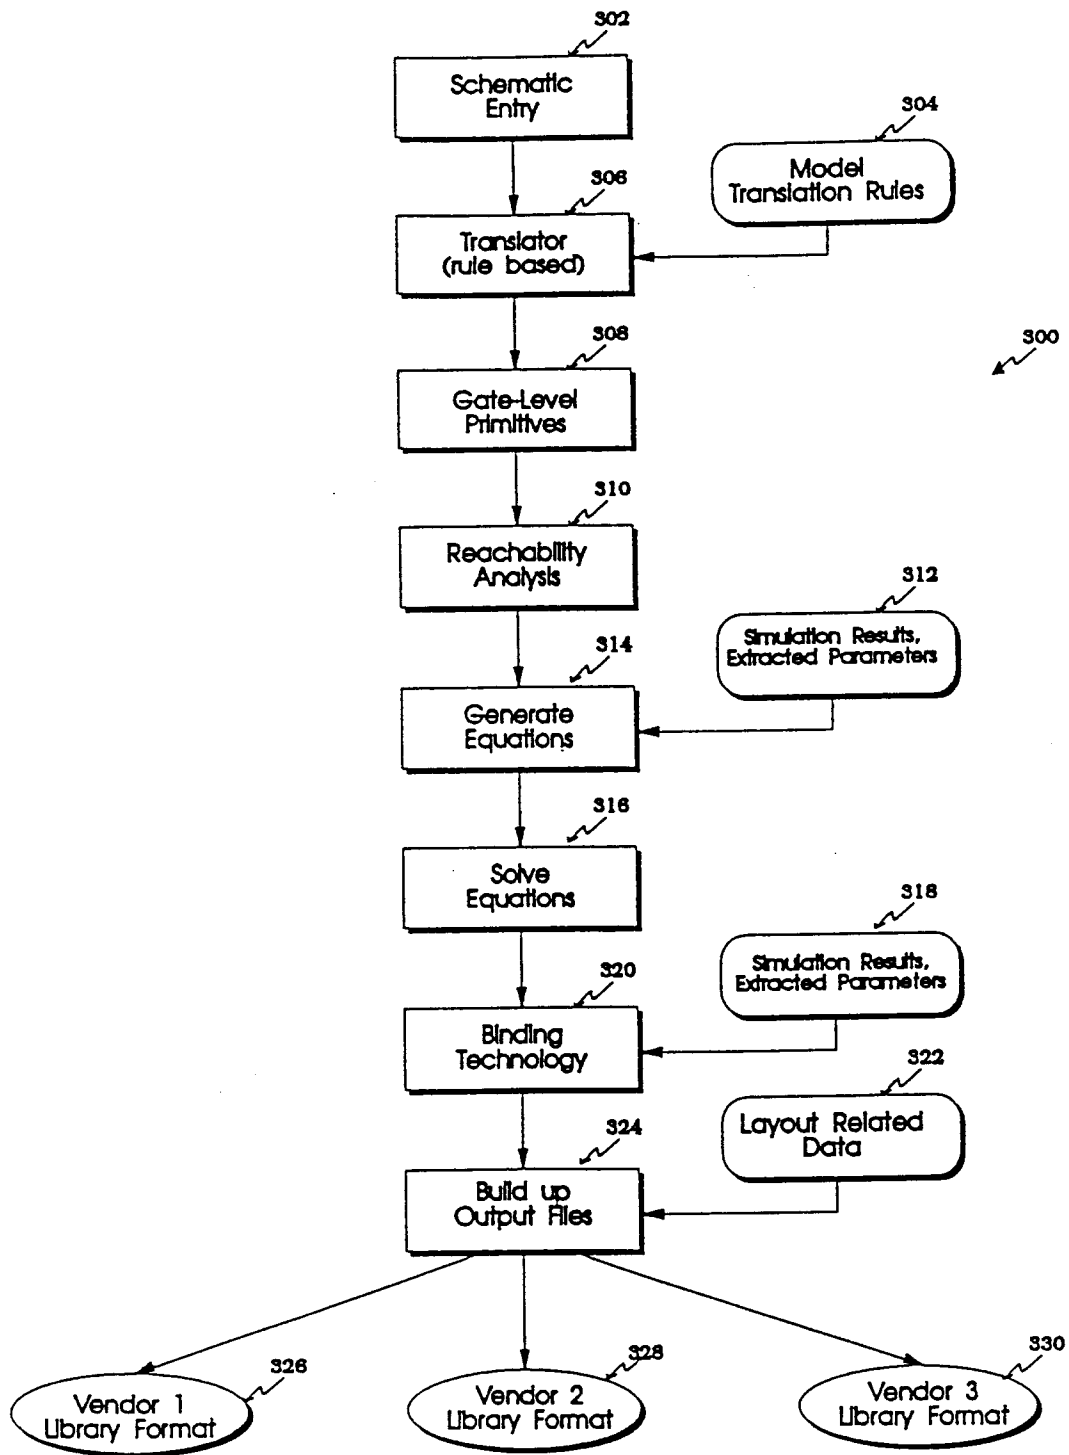 302
Schematic
Entry
304
Model
Translation Rules
306
Translator
(rule based)
300
308
Gate-Level
Primitives
310
Reachability
Analysis
312
Simulation Results,
Extracted Parameters
314
Generate
Equations
316
Solve
Equations
318
Simulation Results,
Extracted Parameters
320
Binding
Technology
322
Layout Related
Data
324
Build up
Output Files
326
Vendor 1
Library Format
328
Vendor 2
Library Format
330
Vendor 3
Library Format